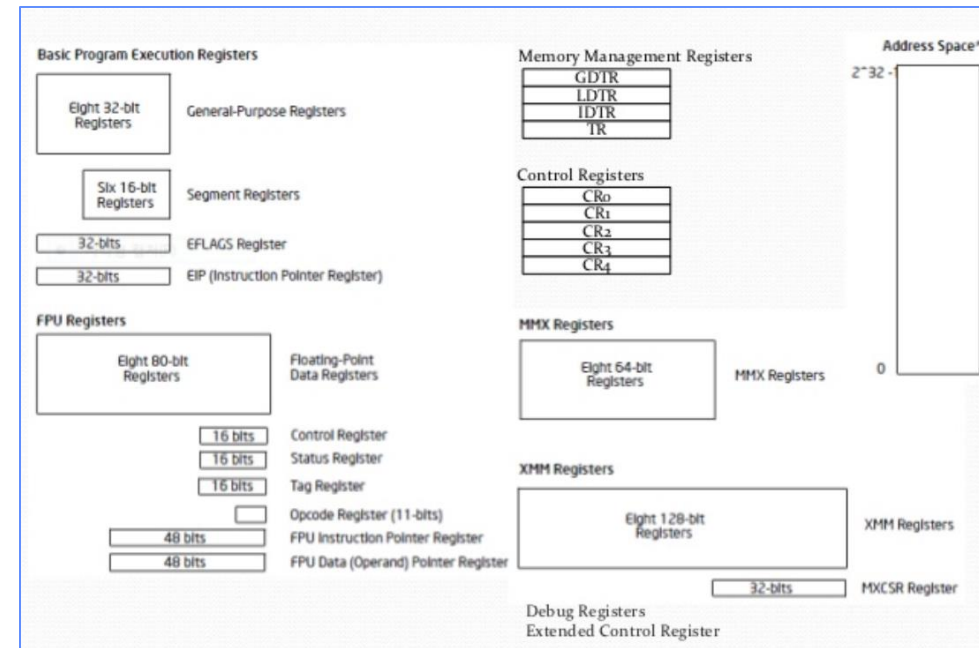 Basic Program Execution Registers
Eight 32-bit
Registers
General-Purpose Registers
Six 16-bit
Registers
Segment Registers
32-bits
EFLAGS Register
32-bits
EIP (Instruction Pointer Register)
FPU Registers
Eight 80-bit
Registers
Floating-Point
Data Registers
16 bits
Control Register
16 bits
Status Register
16 bits
Tag Register
Opcode Register (11-bits)
48 bits
FPU Instruction Pointer Register
48 bits
FPU Data (Operand) Pointer Register
Memory Management Registers
GDTR
LDTR
IDTR
TR
Control Registers
CR0
CR1
CR2
CR3
CR4
MMX Registers
Eight 64-bit
Registers
MMX Registers
XMM Registers
Eight 128-bit
Registers
XMM Registers
32-bits
MXCSR Register
Debug Registers
Extended Control Register
Address Space*
2^32 -1
0